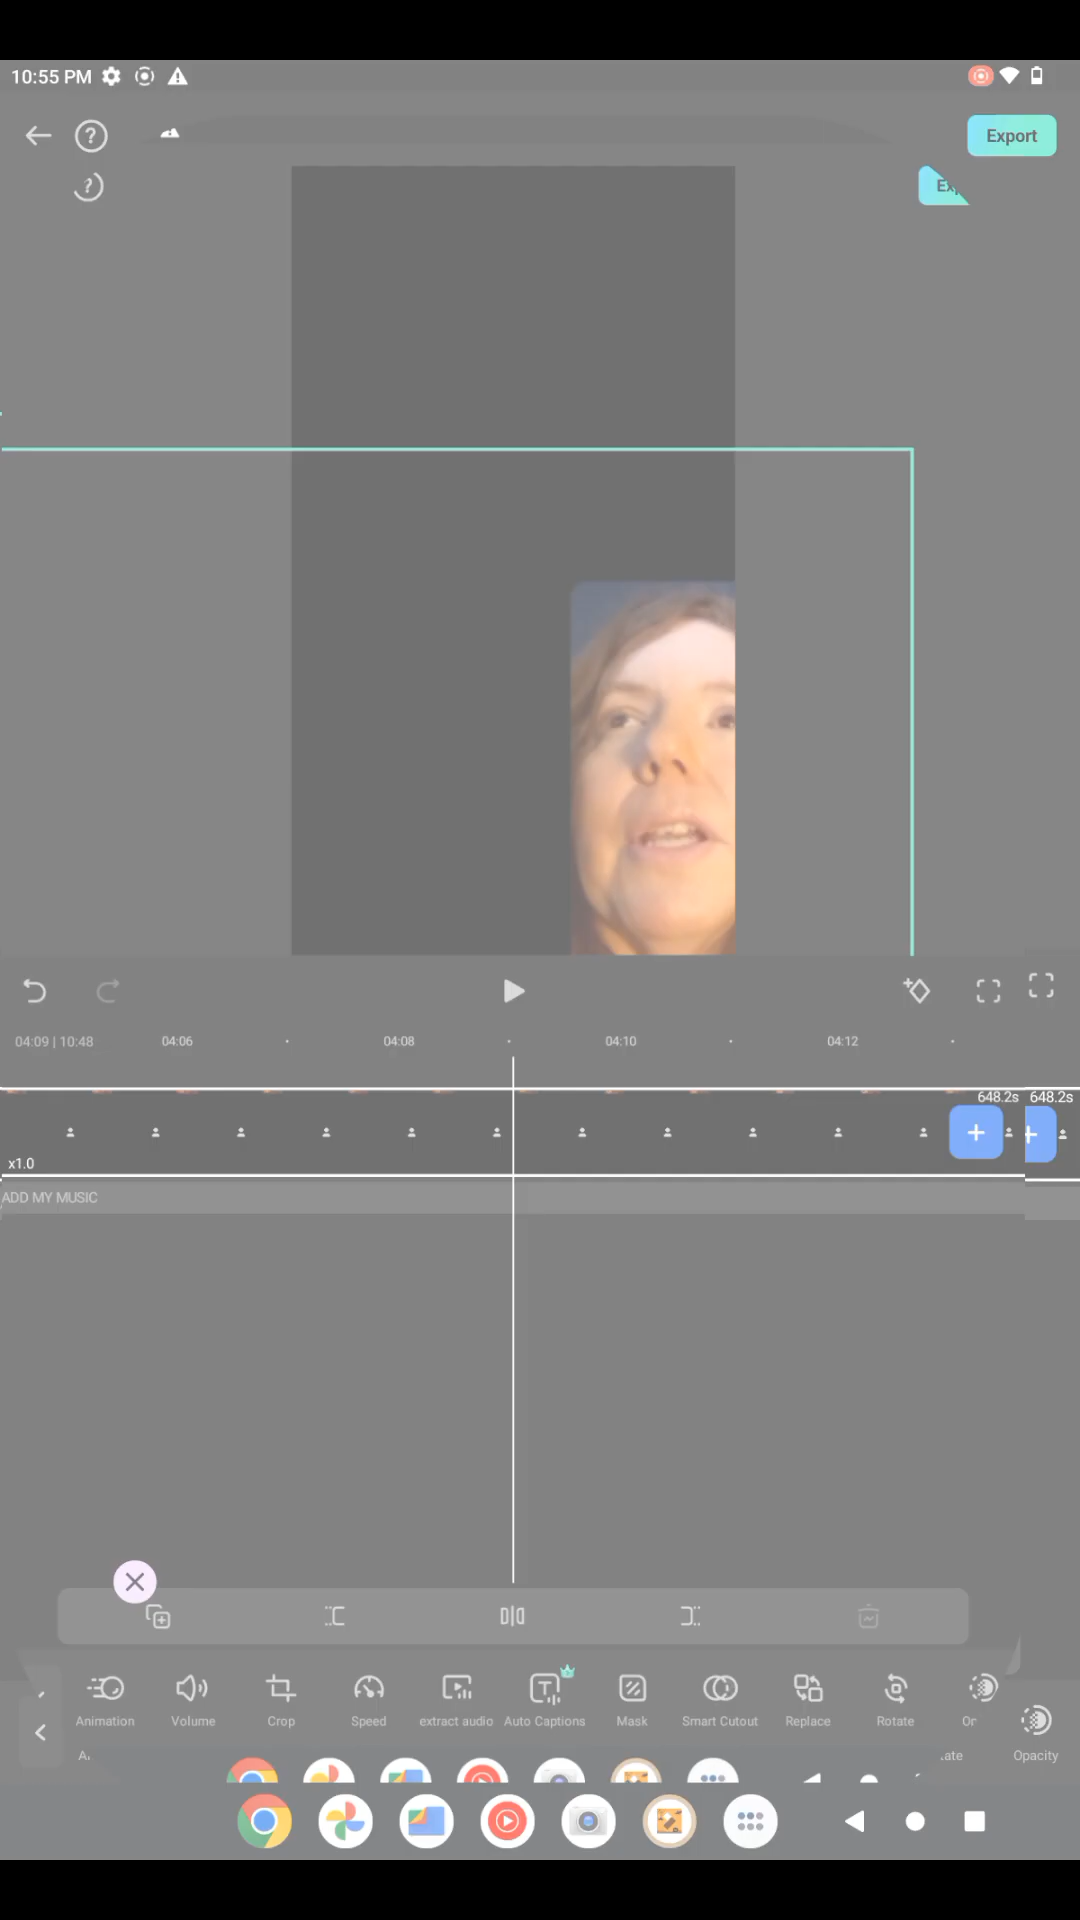 10:55 PM
?
Export
?
Exp
04:09 | 10:48 04:06 04:08 04:10 04:12
648.2s 648.2s
x1.0
ADD MY MUSIC
Animation Volume Crop Speed extract audio Auto Captions Mask Smart Cutout Replace Rotate
ate Opacity